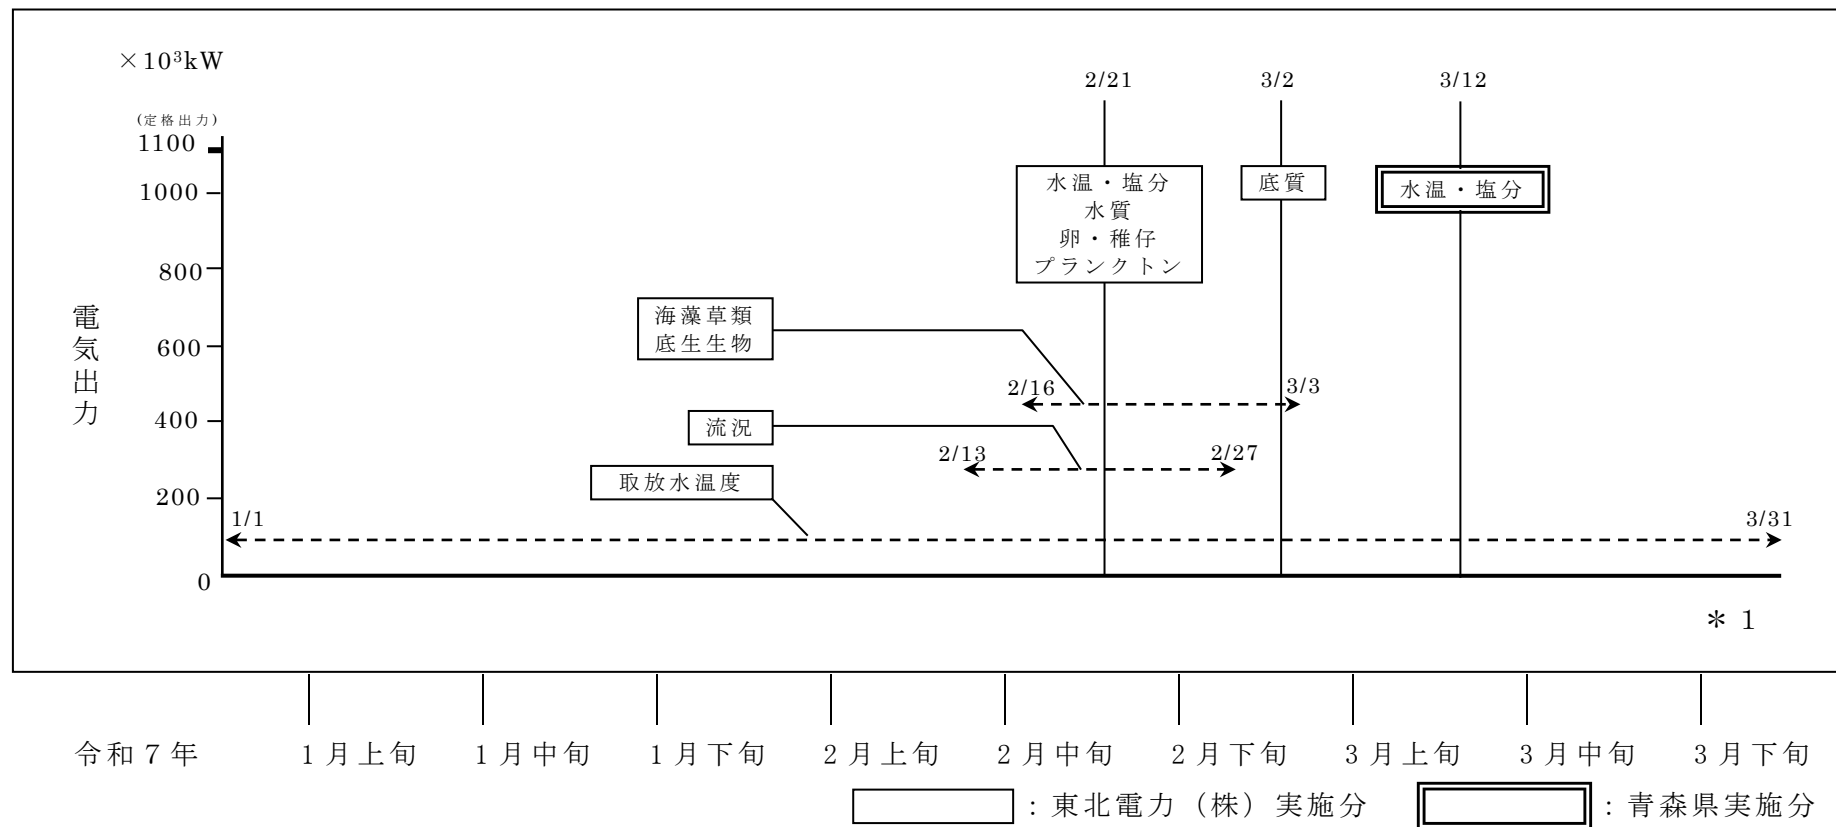 ×10³kW
2/21
3/2
3/12
(定格出力)
1100
1000
800
600
400
200
0
電気出力
水温・塩分
水質
卵・稚仔
プランクトン
底質
水温・塩分
海藻草類
底生生物
2/16
3/3
流況
2/13
2/27
取放水温度
1/1
3/31
＊1
令和7年
1月上旬
1月中旬
1月下旬
2月上旬
2月中旬
2月下旬
3月上旬
3月中旬
3月下旬
：東北電力（株）実施分
：青森県実施分